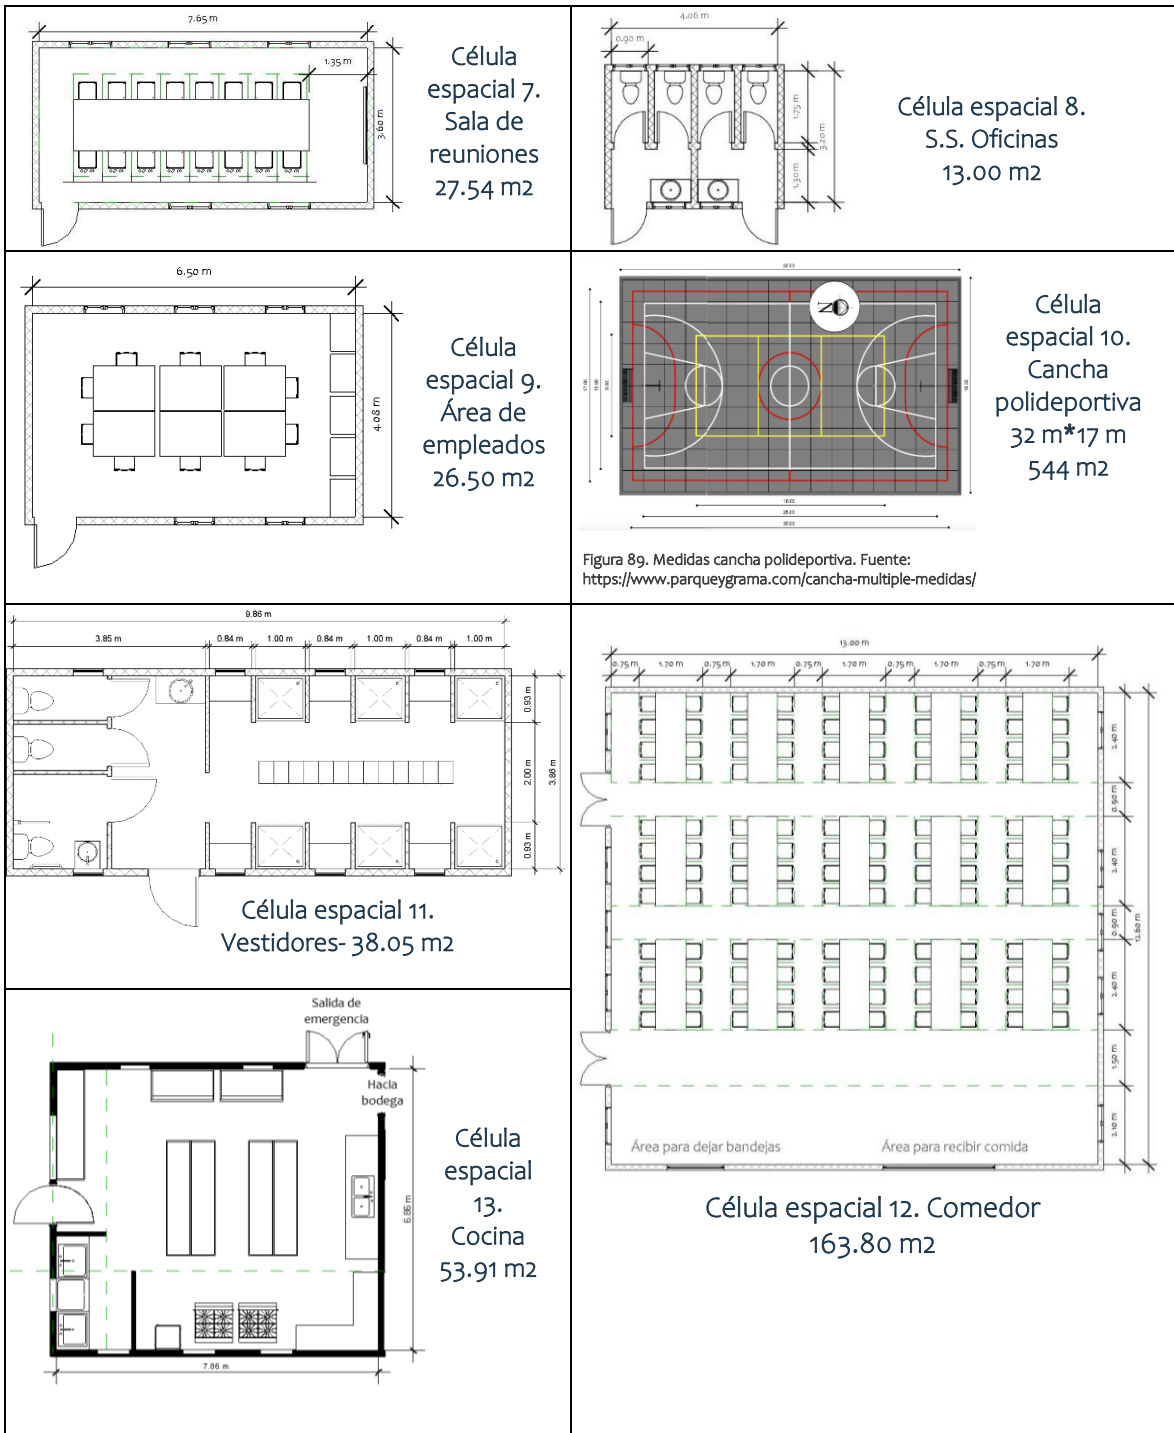 7.65 m
1.35 m
3.60 m
Célula
espacial 7.
Sala de
reuniones
27.54 m2
4.06 m
0.90 m
1.75 m
3.20 m
1.30 m
Célula espacial 8.
S.S. Oficinas
13.00 m2
6.50 m
4.08 m
Célula
espacial 9.
Área de
empleados
26.50 m2
N
Célula
espacial 10.
Cancha
polideportiva
32 m*17 m
544 m2
Figura 89. Medidas cancha polideportiva. Fuente:
https://www.parqueygrama.com/cancha-multiple-medidas/
9.86 m
3.85 m 0.84 m 1.00 m 0.84 m 1.00 m 0.84 m 1.00 m
0.93 m
2.00 m
3.86 m
0.93 m
Célula espacial 11.
Vestidores- 38.05 m2
13.00 m
0.75 m 1.70 m 0.75 m 1.70 m 0.75 m 1.70 m 0.75 m 1.70 m 0.75 m 1.70 m
2.40 m
0.90 m
2.40 m
0.90 m
12.60 m
2.40 m
1.50 m
2.10 m
Área para dejar bandejas
Área para recibir comida
Célula espacial 12. Comedor
163.80 m2
Salida de
emergencia
Hacia
bodega
6.86 m
7.86 m
Célula
espacial
13.
Cocina
53.91 m2